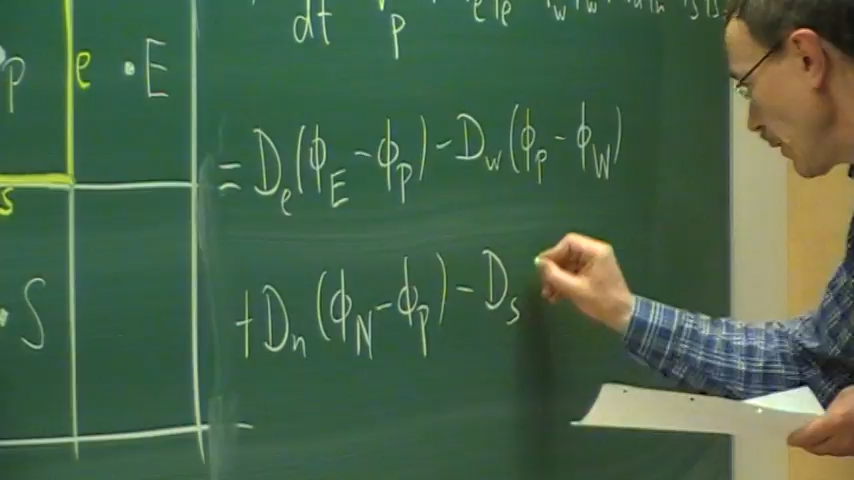 dt p e e w w n n s s
p e · E
≈ D_e(ϕ_E - ϕ_P) - D_w(ϕ_P - ϕ_W)
s
+ D_n(ϕ_N - ϕ_P) - D_s
· S